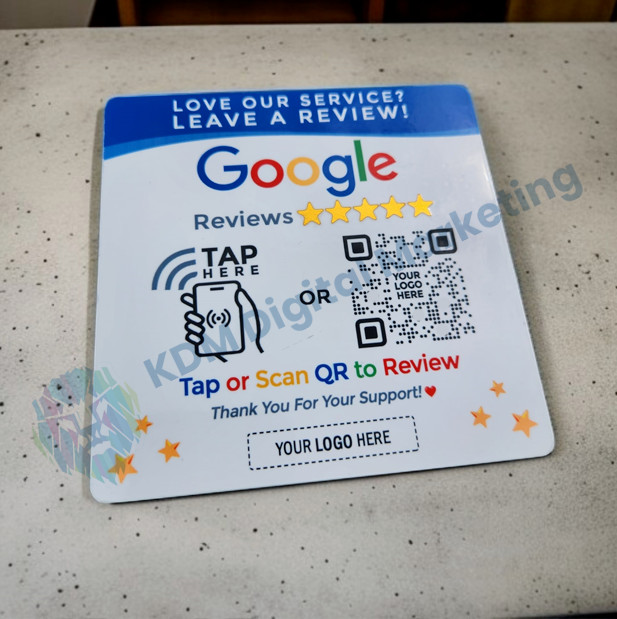 LOVE OUR SERVICE?
LEAVE A REVIEW!
Google
Reviews
TAP
HERE
OR
YOUR
LOGO
HERE
Tap or Scan QR to Review
Thank You For Your Support!
YOUR LOGO HERE
KDM Digital Marketing